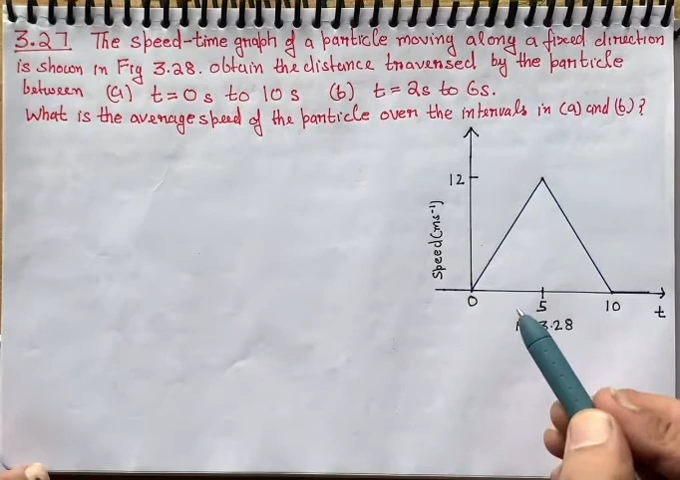 3.27 The speed-time graph of a particle moving along a fixed direction
is shown in Fig 3.28. obtain the distance traversed by the particle
between (a) t=0s to 10s (b) t=2s to 6s.
What is the average speed of the particle over the intervals in (a) and (b)?
12
Speed(ms⁻¹)
0 5 10 t
3.28